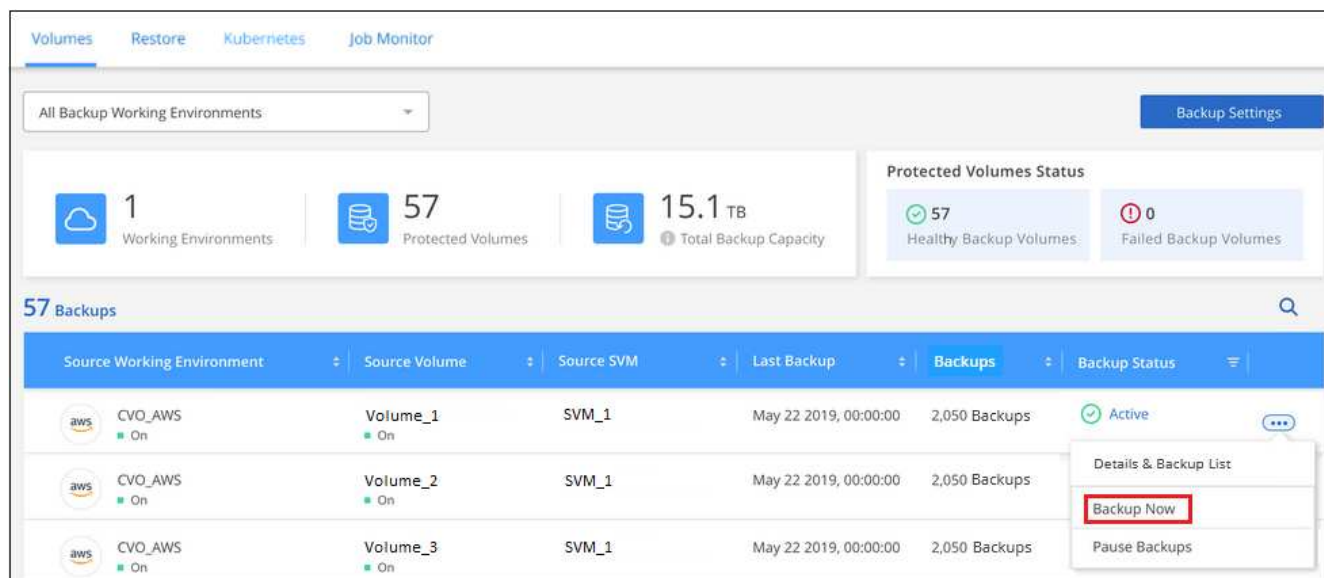 Volumes Restore Kubernetes Job Monitor
All Backup Working Environments Backup Settings
Protected Volumes Status
1 57 15.1 TB 57 0
Working Environments Protected Volumes Total Backup Capacity Healthy Backup Volumes Failed Backup Volumes
57 Backups
Source Working Environment Source Volume Source SVM Last Backup Backups Backup Status
aws CVO_AWS Volume_1 SVM_1 May 22 2019, 00:00:00 2,050 Backups Active
On On
Details & Backup List
aws CVO_AWS Volume_2 SVM_1 May 22 2019, 00:00:00 2,050 Backups
On On
Backup Now
aws CVO_AWS Volume_3 SVM_1 May 22 2019, 00:00:00 2,050 Backups Pause Backups
On On